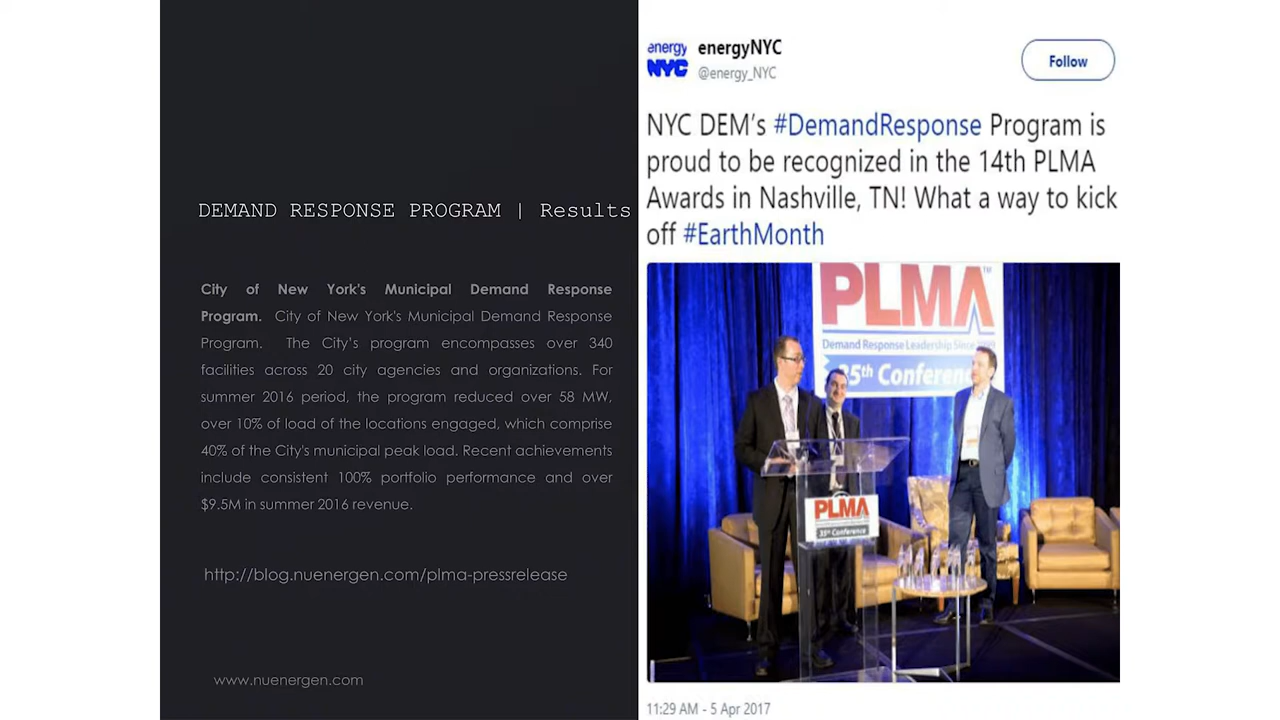 DEMAND RESPONSE PROGRAM | Results
City of New York's Municipal Demand Response
Program. City of New York's Municipal Demand Response
Program. The City's program encompasses over 340
facilities across 20 city agencies and organizations. For
summer 2016 period, the program reduced over 58 MW,
over 10% of load of the locations engaged, which comprise
40% of the City's municipal peak load. Recent achievements
include consistent 100% portfolio performance and over
$9.5M in summer 2016 revenue.
http://blog.nuenergen.com/plma-pressrelease
www.nuenergen.com
energy
NYC
energyNYC
@energy_NYC
Follow
NYC DEM's #DemandResponse Program is
proud to be recognized in the 14th PLMA
Awards in Nashville, TN! What a way to kick
off #EarthMonth
PLMA™
Demand Response Leadership Since
35th Conference
PLMA
35th Conference
11:29 AM - 5 Apr 2017